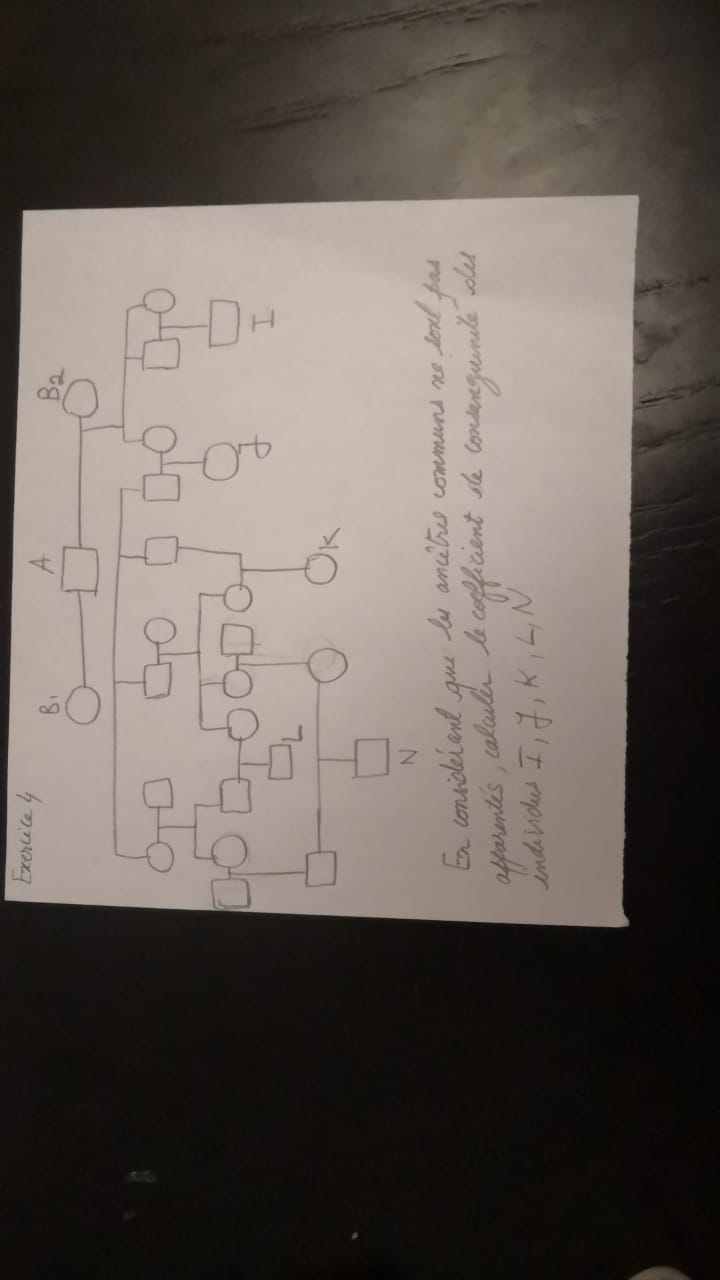 Exercice 4
B1 A B2
J
I
L
K
N
En considérant que les ancêtres communs ne sont pas
apparentés, calculer le coefficient de consanguinité des
individus I, J, K, L, N